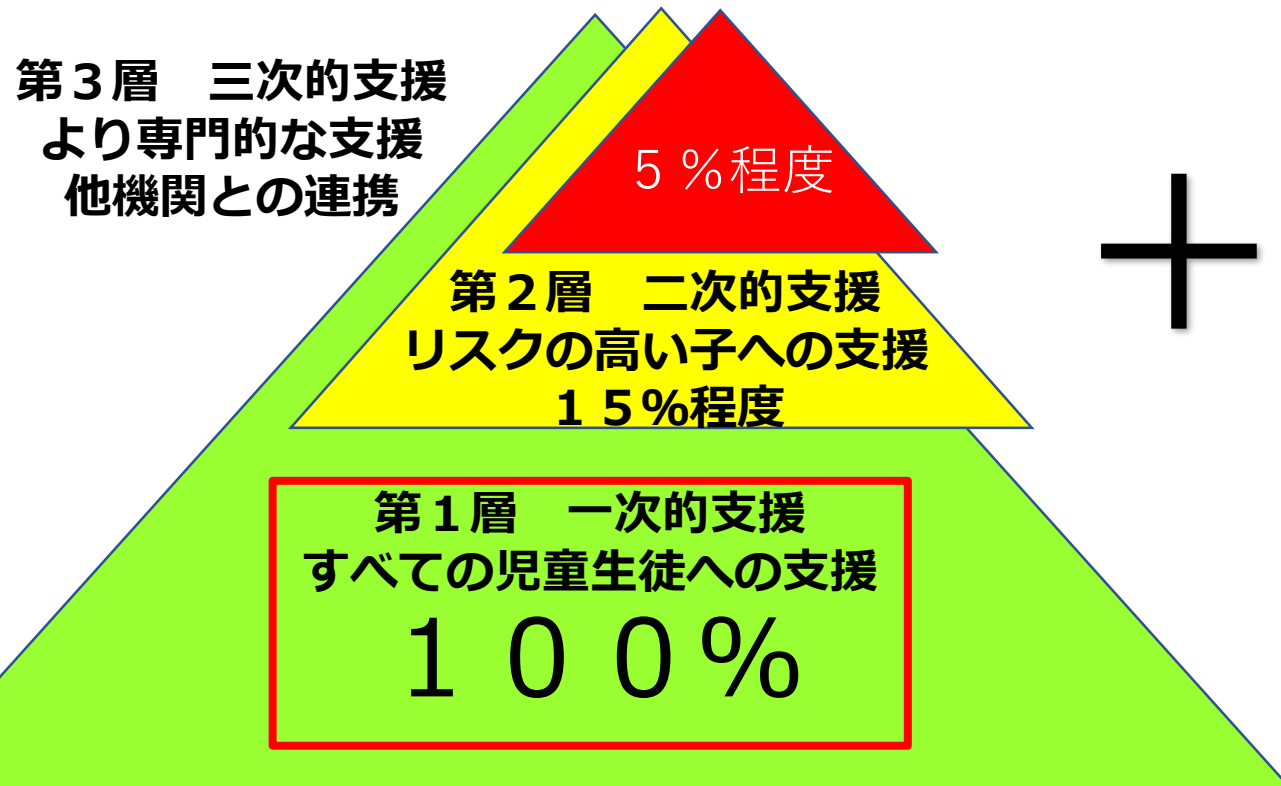 第３層　三次的支援
より専門的な支援
他機関との連携
５％程度
第２層　二次的支援
リスクの高い子への支援
１５％程度
第１層　一次的支援
すべての児童生徒への支援
１００％
＋